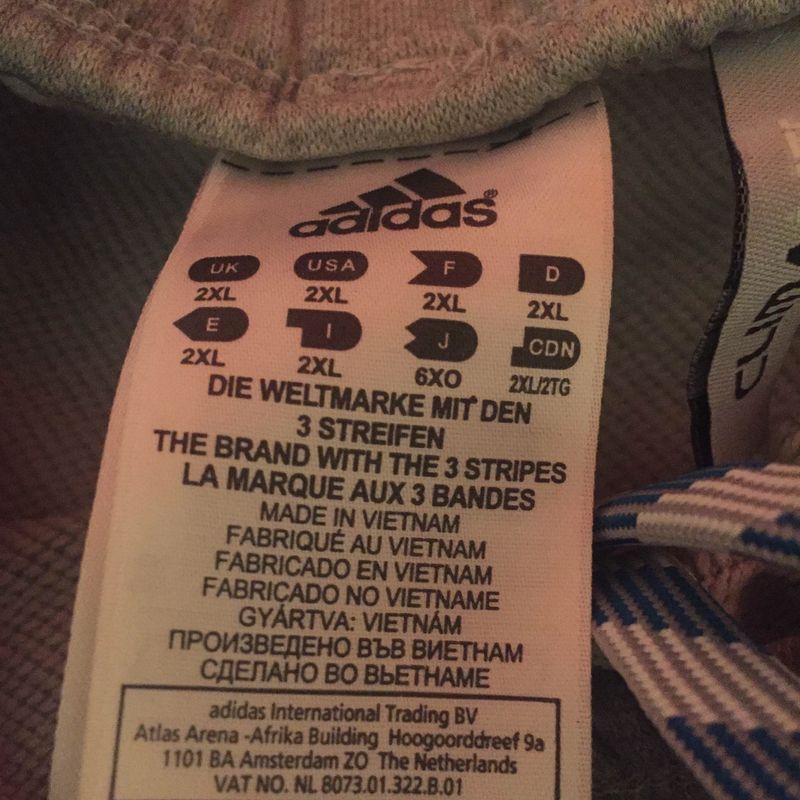 adidas®
UK USA F D
2XL 2XL 2XL 2XL
E I J CDN
2XL 2XL 6XO 2XL/2TG
DIE WELTMARKE MIT DEN
3 STREIFEN
THE BRAND WITH THE 3 STRIPES
LA MARQUE AUX 3 BANDES
MADE IN VIETNAM
FABRIQUÉ AU VIETNAM
FABRICADO EN VIETNAM
FABRICADO NO VIETNAME
GYÁRTVA: VIETNÁM
ПРОИЗВЕДЕНО ВЪВ ВИЕТНАМ
СДЕЛАНО ВО ВЬЕТНАМЕ
adidas International Trading BV
Atlas Arena -Afrika Building Hoogoorddreef 9a
1101 BA Amsterdam ZO The Netherlands
VAT NO. NL 8073.01.322.B.01